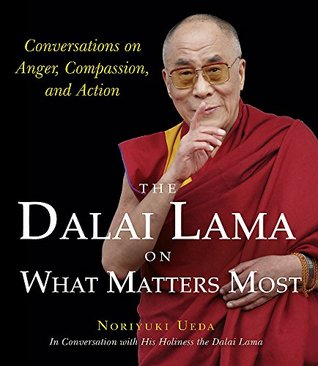 Conversations on
Anger, Compassion,
and Action
THE
DALAI LAMA
ON
WHAT MATTERS MOST
NORIYUKI UEDA
In Conversation with His Holiness the Dalai Lama